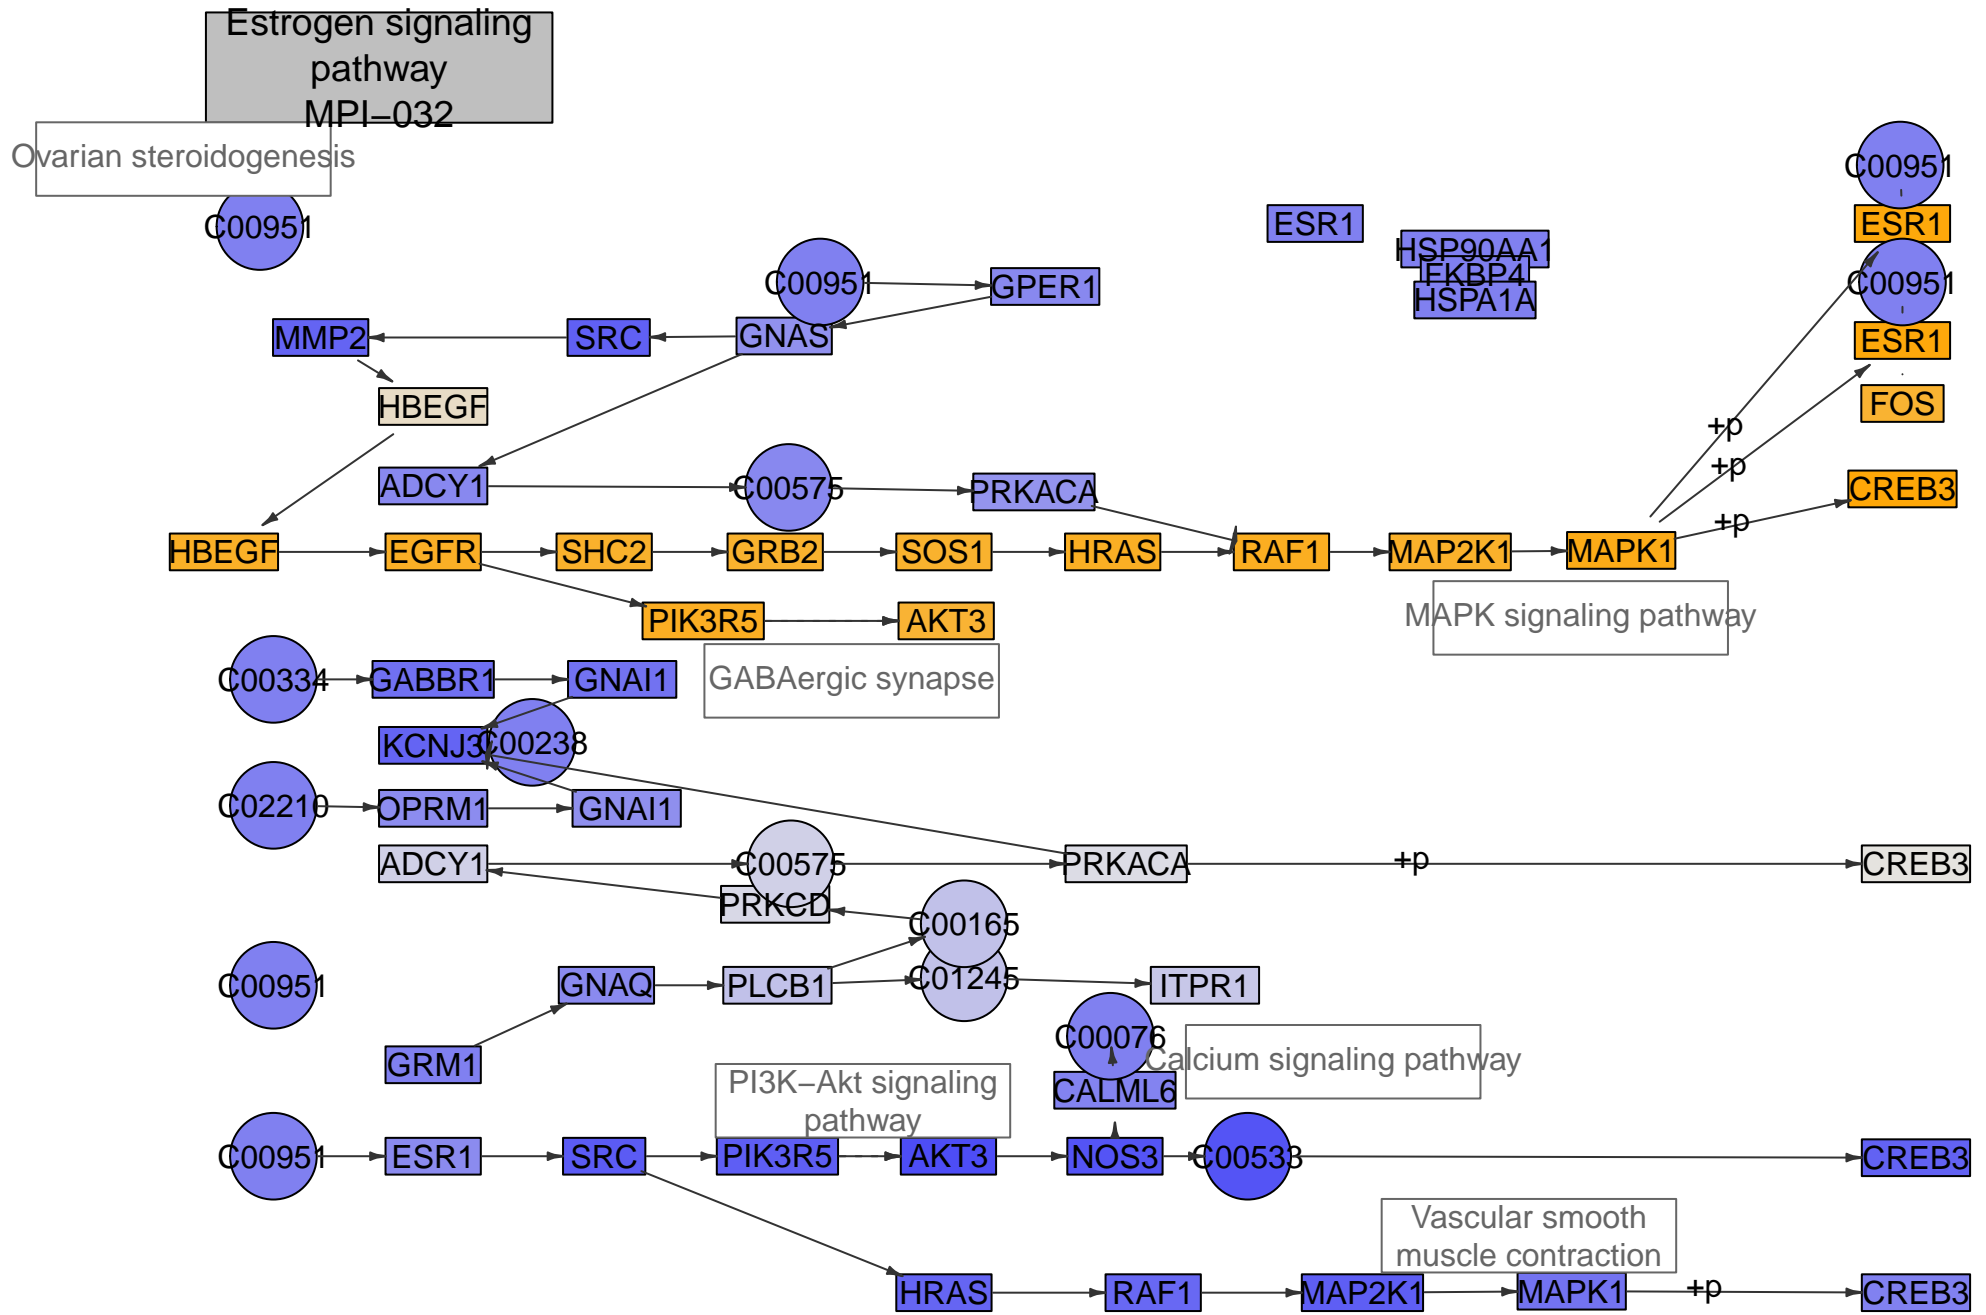 Estrogen signaling
pathway
MPI−032
Ovarian steroidogenesis
C00951
C00951
ESR1
ESR1
C00951
HSP90AA1
FKBP4
HSPA1A
C00951
GPER1
C00951
MMP2
SRC
GNAS
ESR1
HBEGF
FOS
+p
+p
ADCY1
C00575
PRKACA
CREB3
+p
HBEGF
EGFR
SHC2
GRB2
SOS1
HRAS
RAF1
MAP2K1
MAPK1
PIK3R5
AKT3
MAPK signaling pathway
C00334
GABBR1
GNAI1
GABAergic synapse
KCNJ3
C00238
C02210
OPRM1
GNAI1
ADCY1
C00575
PRKACA
+p
CREB3
PRKCD
C00165
C00951
GNAQ
PLCB1
C01245
ITPR1
C00076
Calcium signaling pathway
GRM1
PI3K−Akt signaling
pathway
CALML6
C00951
ESR1
SRC
PIK3R5
AKT3
NOS3
C00533
CREB3
Vascular smooth
muscle contraction
HRAS
RAF1
MAP2K1
MAPK1
+p
CREB3